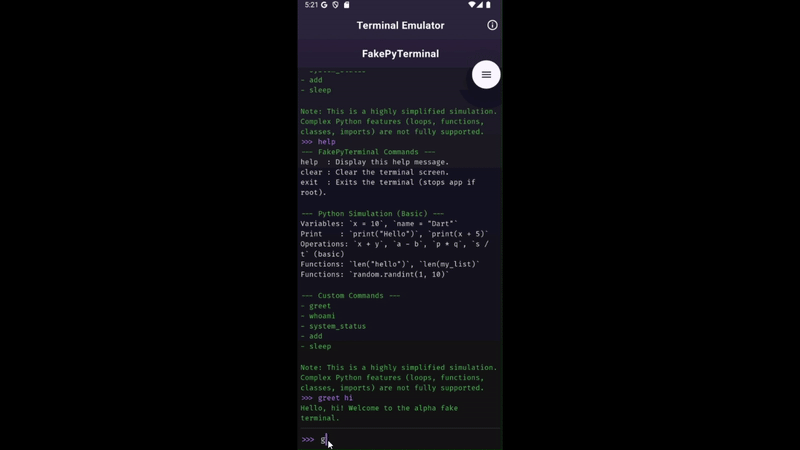 5:21
Terminal Emulator
FakePyTerminal
- add
- sleep
Note: This is a highly simplified simulation.
Complex Python features (loops, functions,
classes, imports) are not fully supported.
>>> help
--- FakePyTerminal Commands ---
help  : Display this help message.
clear : Clear the terminal screen.
exit  : Exits the terminal (stops app if
root).
--- Python Simulation (Basic) ---
Variables: `x = 10`, `name = "Dart"`
Print    : `print("Hello")`, `print(x + 5)`
Operations: `x + y`, `a - b`, `p * q`, `s /
t` (basic)
Functions: `len("hello")`, `len(my_list)`
Functions: `random.randint(1, 10)`
--- Custom Commands ---
- greet
- whoami
- system_status
- add
- sleep
Note: This is a highly simplified simulation.
Complex Python features (loops, functions,
classes, imports) are not fully supported.
>>> greet hi
Hello, hi! Welcome to the alpha fake
terminal.
>>> g